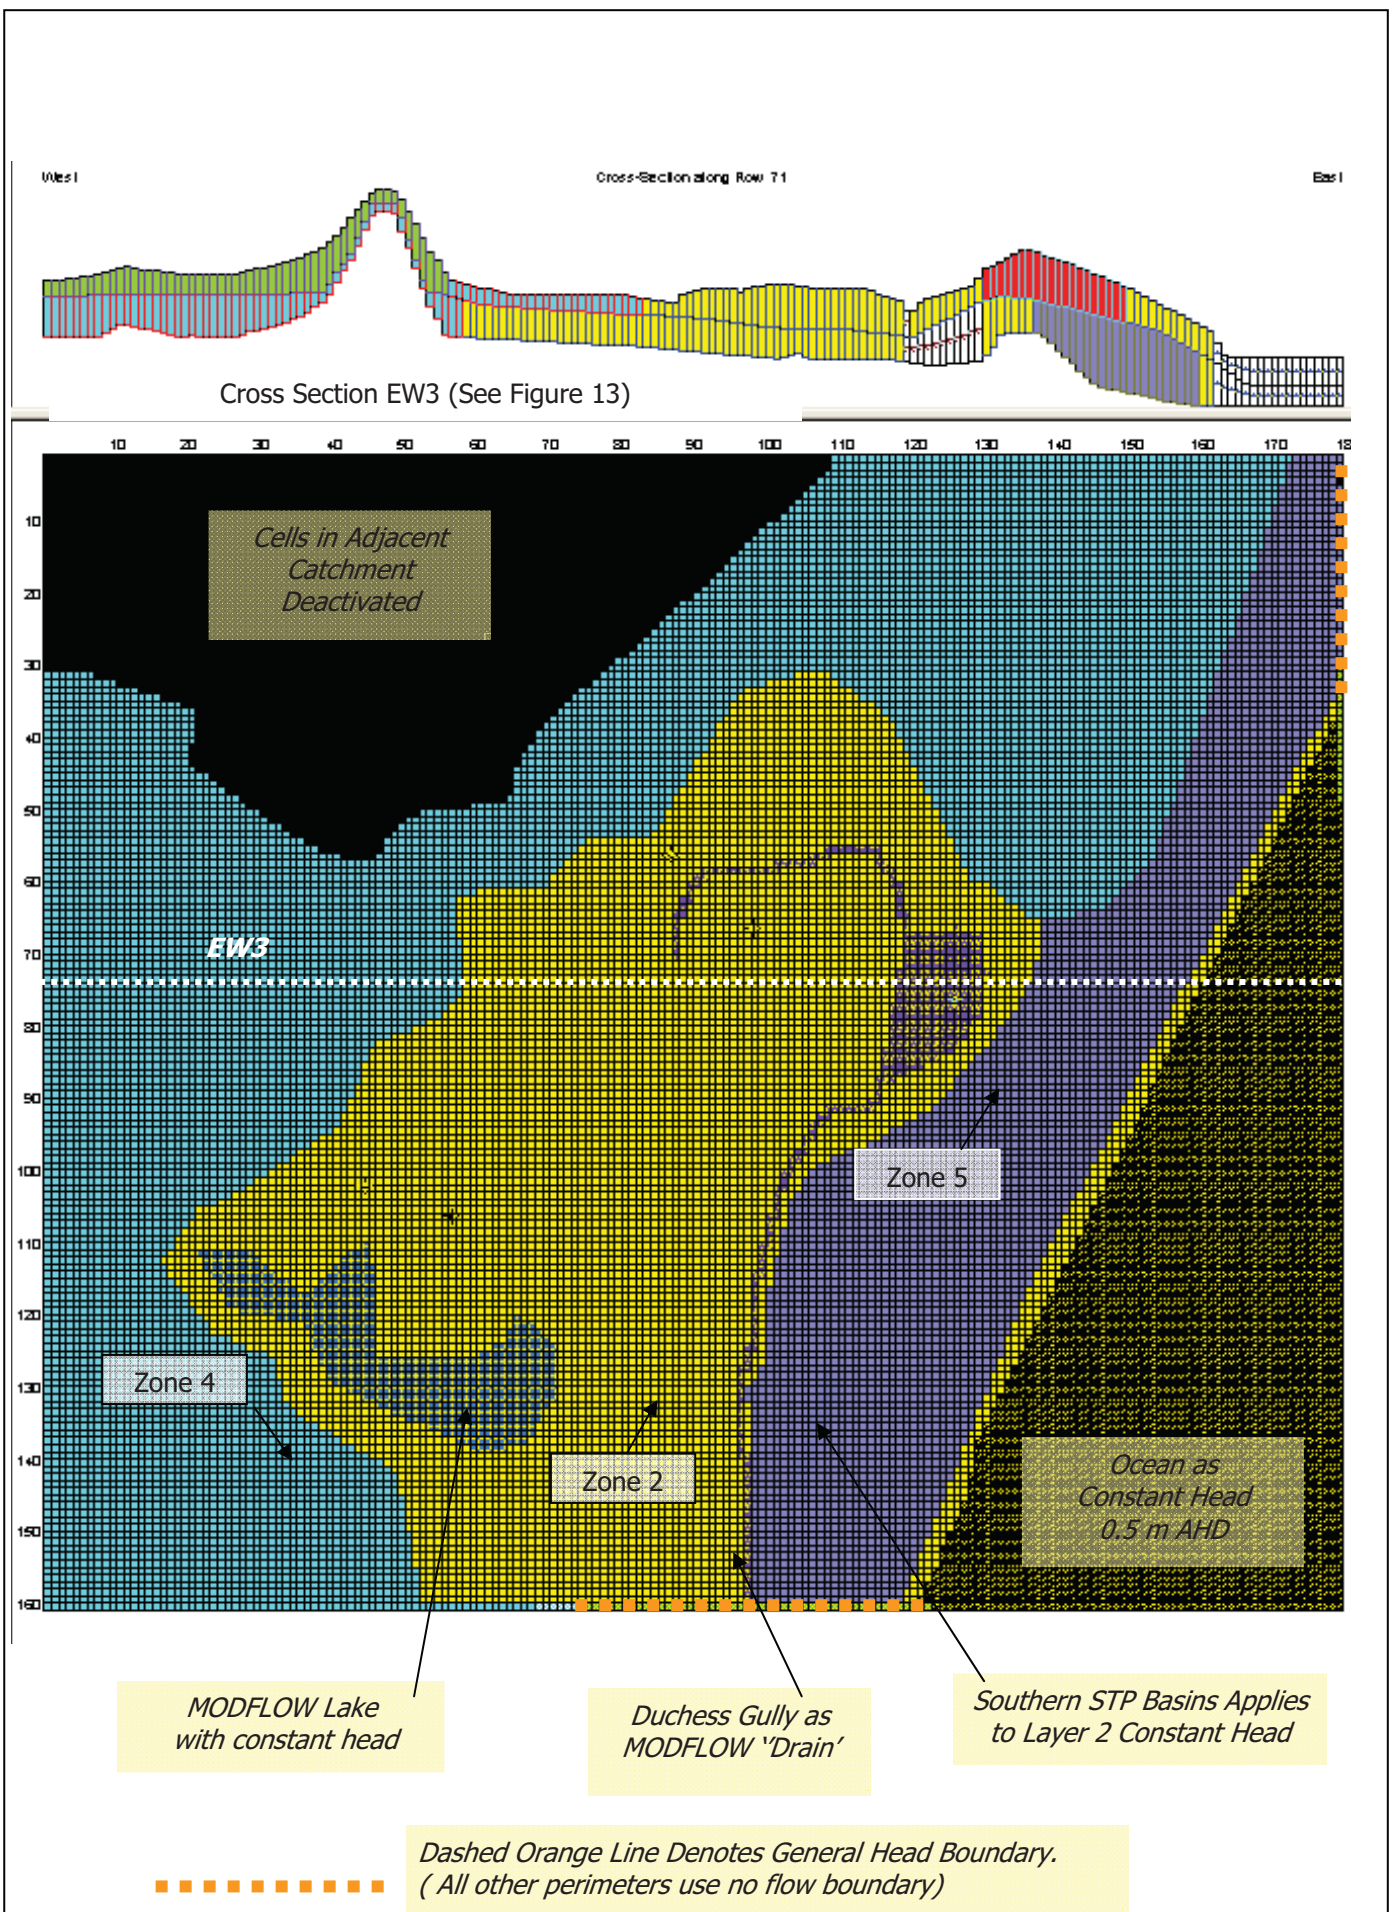 West Cross-Section along Row 71 East
Cross Section EW3 (See Figure 13)
10 20 30 40 50 60 70 80 90 100 110 120 130 140 150 160 170 18
10
20
30
40
50
60
70
80
90
100
110
120
130
140
150
160
Cells in Adjacent
Catchment
Deactivated
EW3
Zone 5
Zone 4
Zone 2
Ocean as
Constant Head
0.5 m AHD
MODFLOW Lake
with constant head
Duchess Gully as
MODFLOW "Drain'
Southern STP Basins Applies
to Layer 2 Constant Head
Dashed Orange Line Denotes General Head Boundary.
( All other perimeters use no flow boundary)